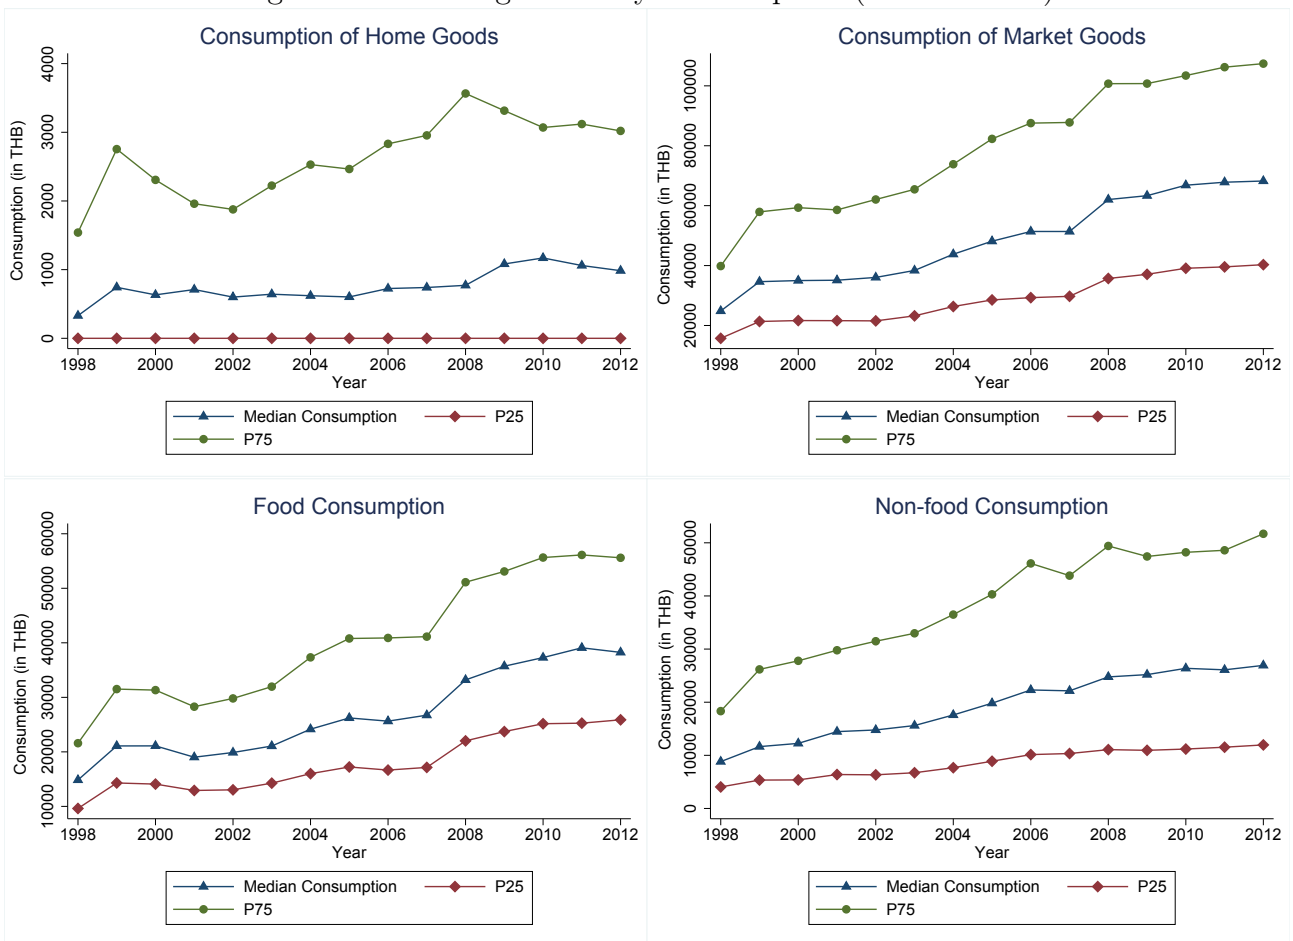 Consumption of Home Goods
Consumption (in THB)
4000
3000
2000
1000
0
1998 2000 2002 2004 2006 2008 2010 2012
Year
Median Consumption P25
P75
Consumption of Market Goods
Consumption (in THB)
100000
80000
60000
40000
20000
1998 2000 2002 2004 2006 2008 2010 2012
Year
Median Consumption P25
P75
Food Consumption
Consumption (in THB)
60000
50000
40000
30000
20000
10000
1998 2000 2002 2004 2006 2008 2010 2012
Year
Median Consumption P25
P75
Non-food Consumption
Consumption (in THB)
50000
40000
30000
20000
10000
0
1998 2000 2002 2004 2006 2008 2010 2012
Year
Median Consumption P25
P75